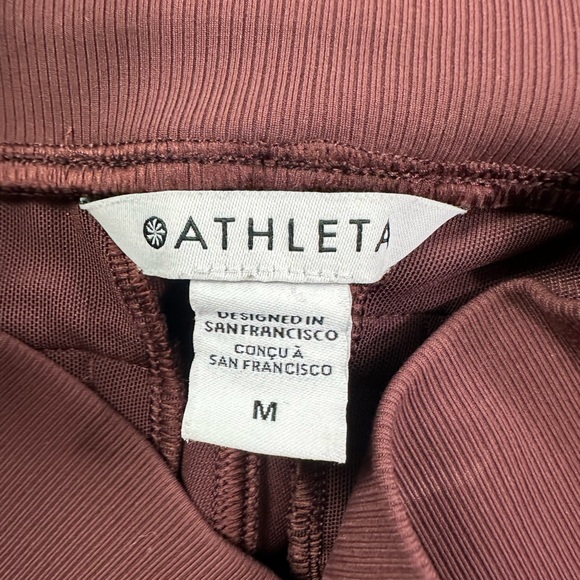 ATHLETA
DESIGNED IN
SAN FRANCISCO
CONÇU À
SAN FRANCISCO
M